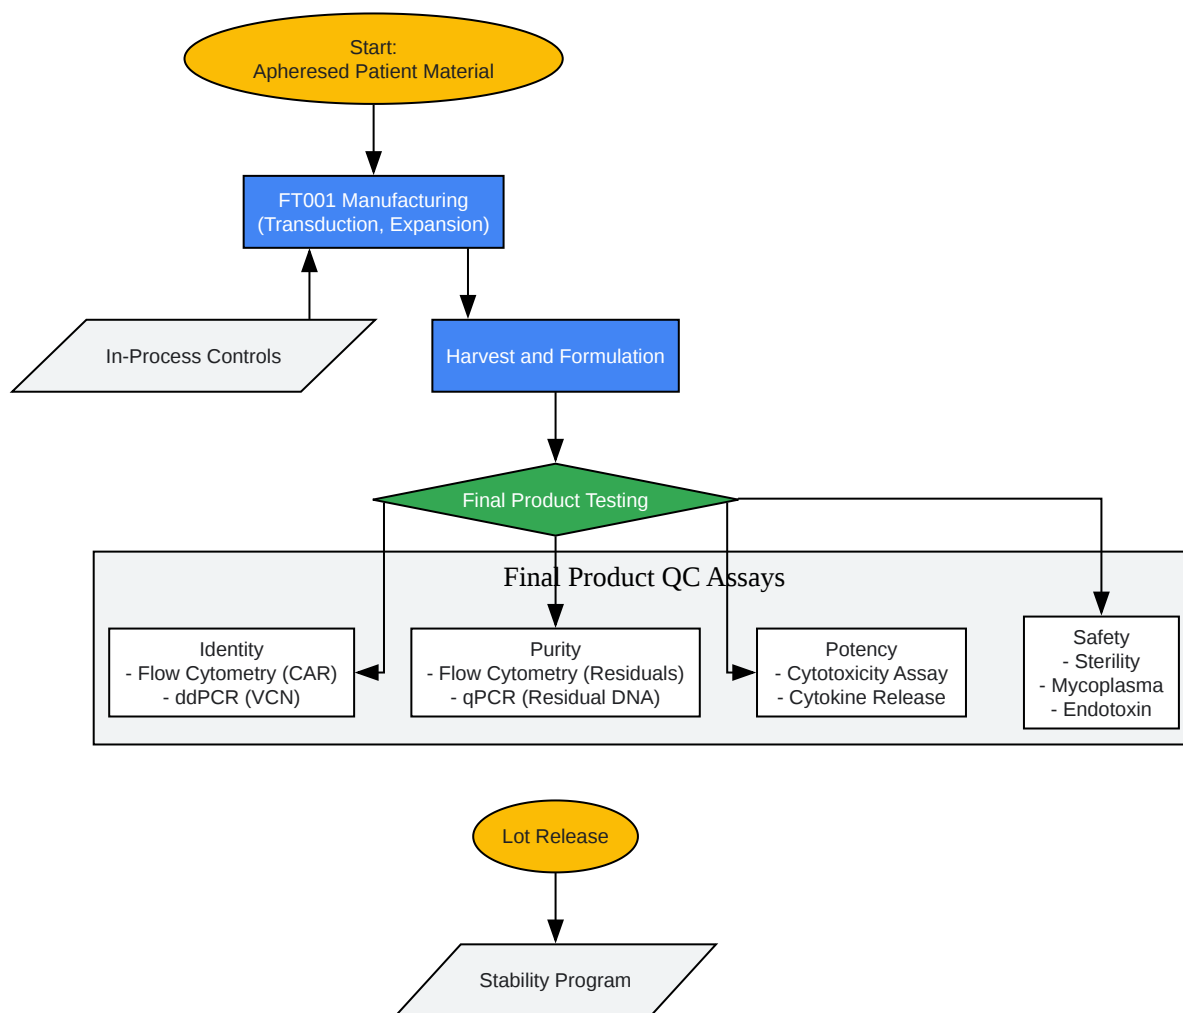 Start:
Apheresed Patient Material
FT001 Manufacturing
(Transduction, Expansion)
In-Process Controls
Harvest and Formulation
Final Product Testing
Final Product QC Assays
Identity
- Flow Cytometry (CAR)
- ddPCR (VCN)
Purity
- Flow Cytometry (Residuals)
- qPCR (Residual DNA)
Potency
- Cytotoxicity Assay
- Cytokine Release
Safety
- Sterility
- Mycoplasma
- Endotoxin
Lot Release
Stability Program